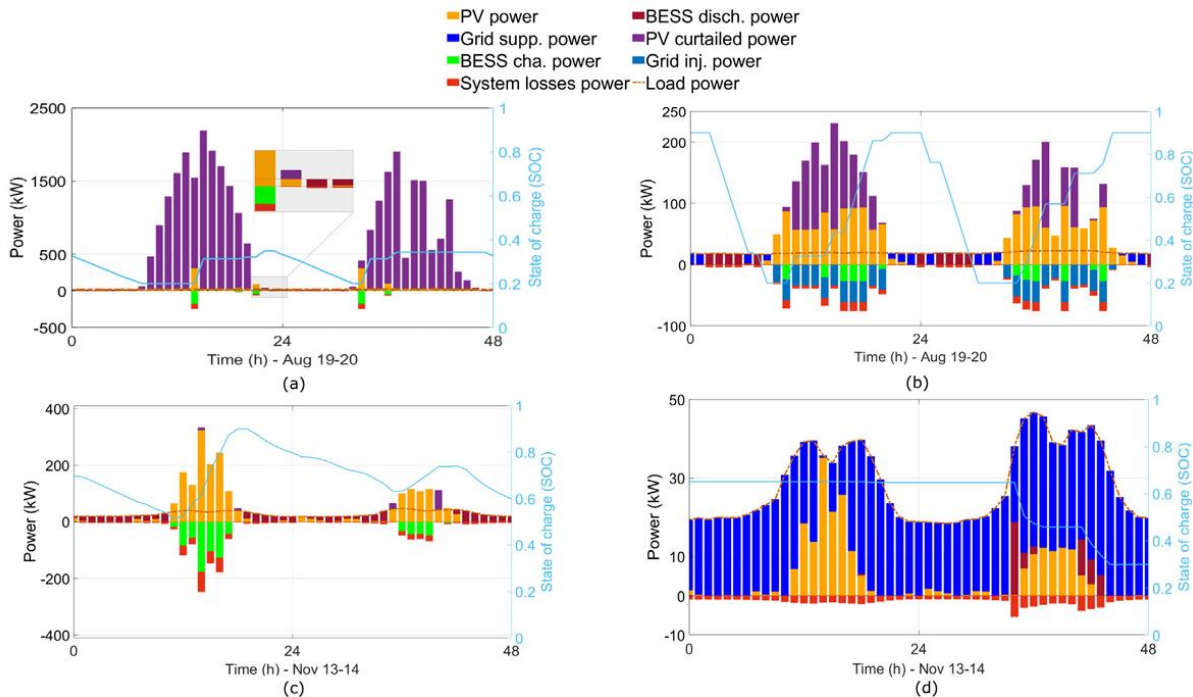 PV power
BESS disch. power
Grid supp. power
PV curtailed power
BESS cha. power
Grid inj. power
System losses power
Load power
2500
1500
500
0
-500
Power (kW)
0
24
48
Time (h) - Aug 19-20
1
0.8
0.6
0.4
0.2
0
State of charge (SOC)
(a)
250
200
100
0
-100
Power (kW)
0
24
48
Time (h) - Aug 19-20
1
0.8
0.6
0.4
0.2
0
State of charge (SOC)
(b)
400
200
0
-200
-400
Power (kW)
0
24
48
Time (h) - Nov 13-14
1
0.8
0.6
0.4
0.2
0
State of charge (SOC)
(c)
50
30
10
0
-10
Power (kW)
0
24
48
Time (h) - Nov 13-14
1
0.8
0.6
0.4
0.2
0
State of charge (SOC)
(d)